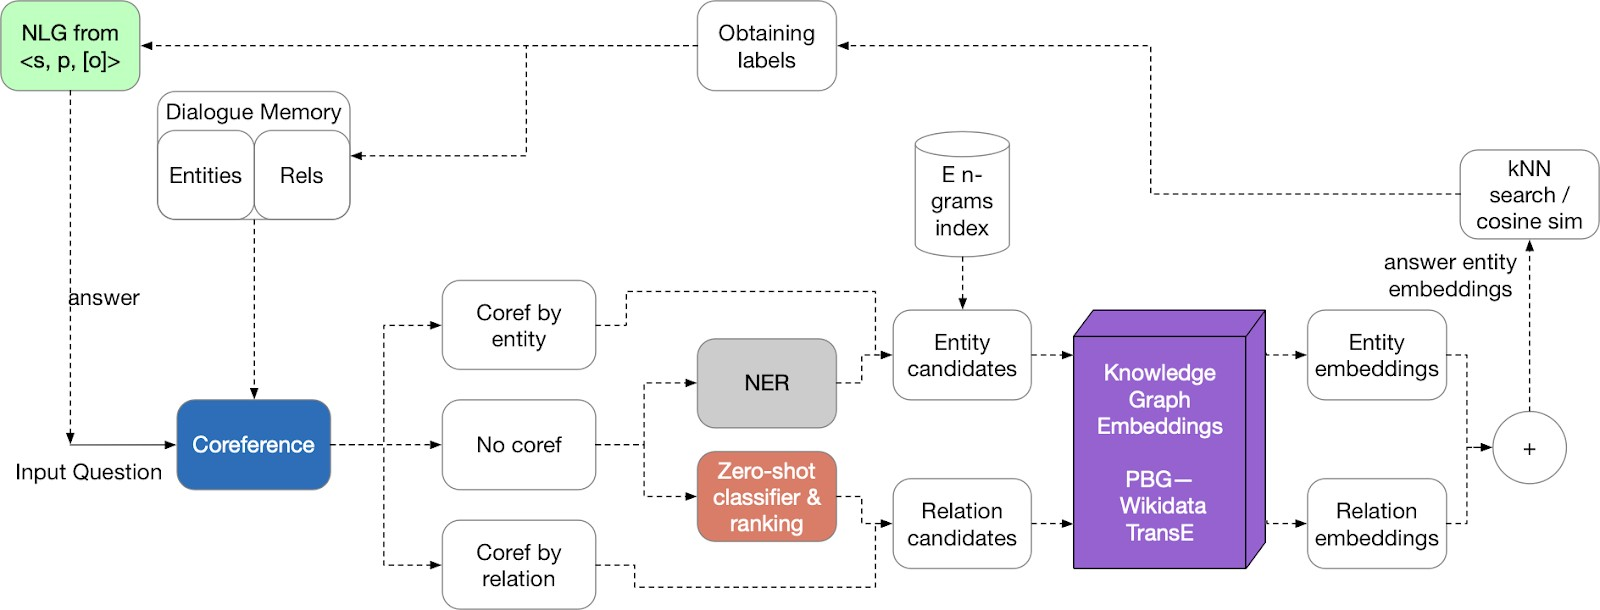 NLG from
<s, p, [o]>
Obtaining
labels
Dialogue Memory
Entities
Rels
E n-
grams
index
kNN
search /
cosine sim
answer entity
embeddings
answer
Coref by
entity
NER
Entity
candidates
Knowledge
Graph
Embeddings
PBG—
Wikidata
TransE
Entity
embeddings
Input Question
Coreference
No coref
+
Zero-shot
classifier &
ranking
Relation
candidates
Relation
embeddings
Coref by
relation